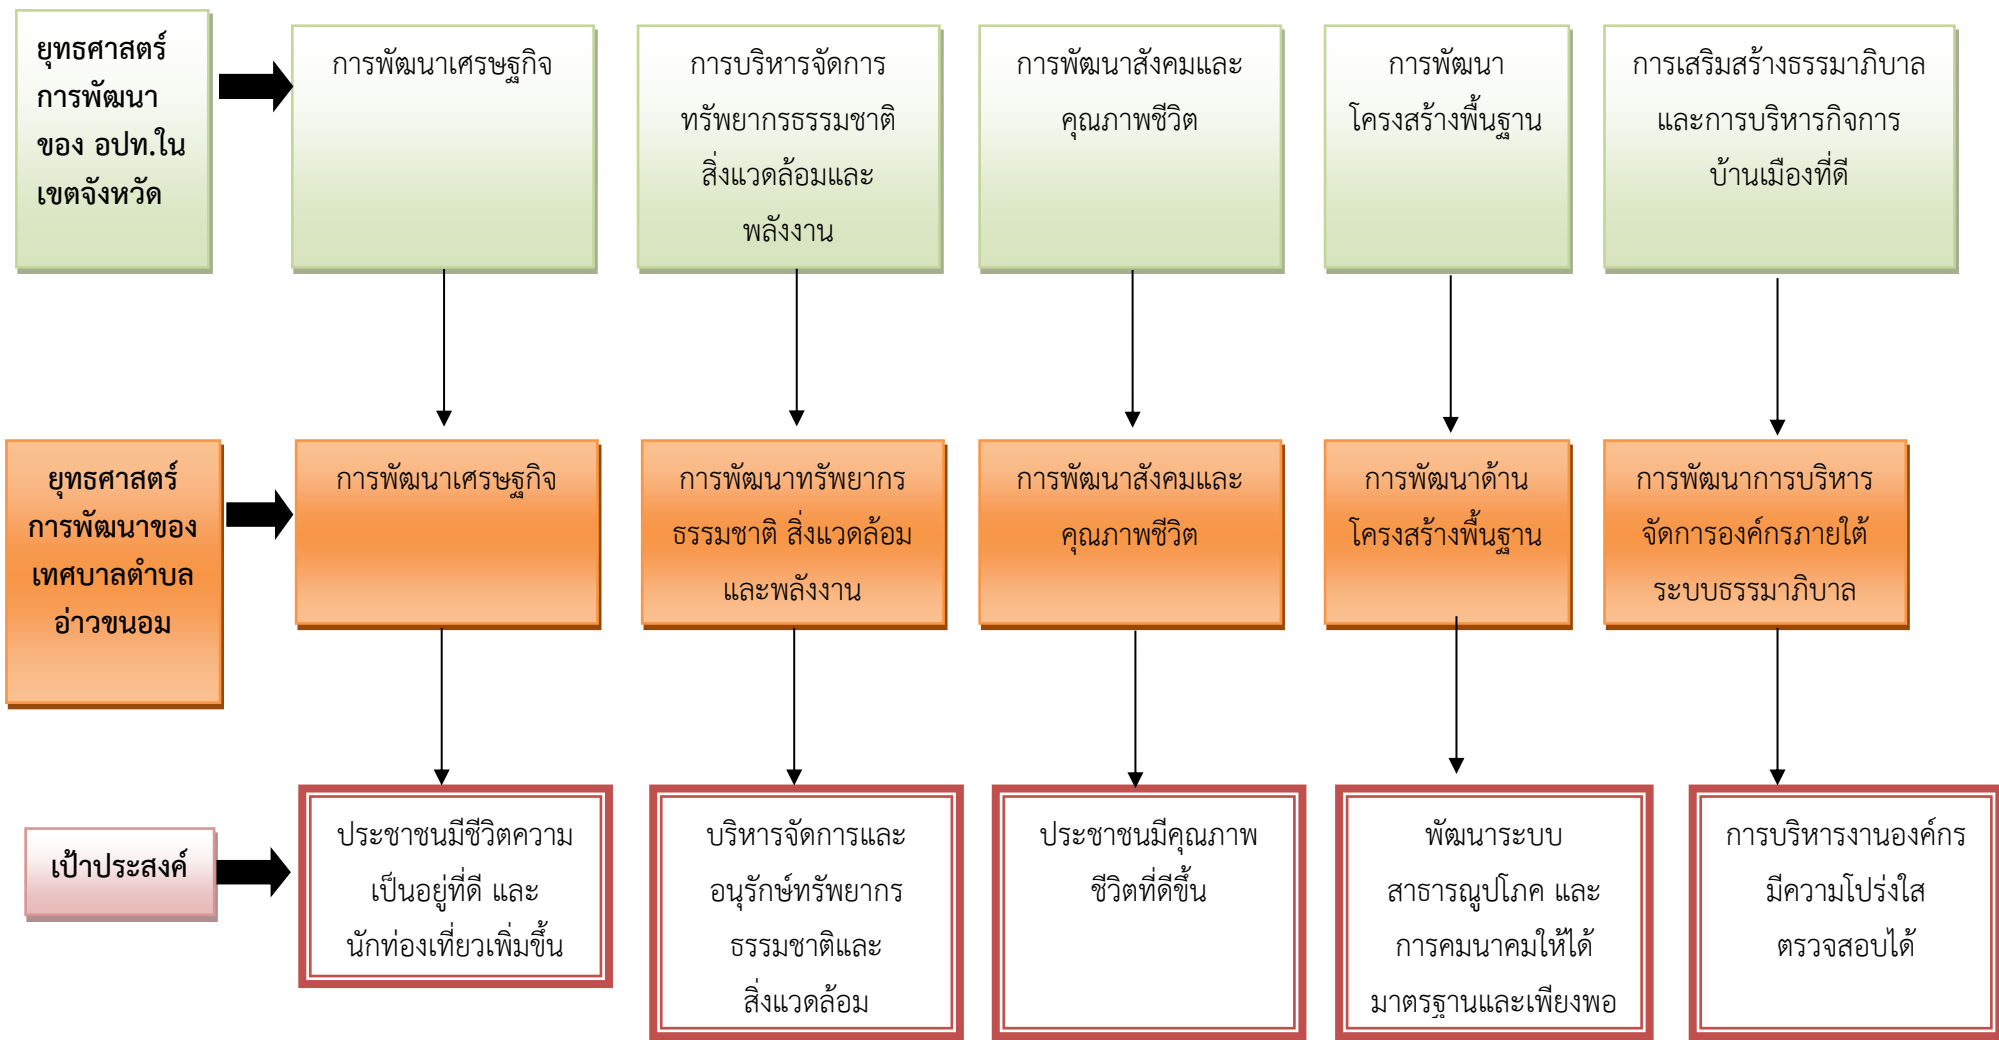 ยุทธศาสตร์
การพัฒนา
ของ อปท.ใน
เขตจังหวัด
การพัฒนาเศรษฐกิจ
การบริหารจัดการ
ทรัพยากรธรรมชาติ
สิ่งแวดล้อมและ
พลังงาน
การพัฒนาสังคมและ
คุณภาพชีวิต
การพัฒนา
โครงสร้างพื้นฐาน
การเสริมสร้างธรรมาภิบาล
และการบริหารกิจการ
บ้านเมืองที่ดี
ยุทธศาสตร์
การพัฒนาของ
เทศบาลตำบล
อ่าวขนอม
การพัฒนาเศรษฐกิจ
การพัฒนาทรัพยากร
ธรรมชาติ สิ่งแวดล้อม
และพลังงาน
การพัฒนาสังคมและ
คุณภาพชีวิต
การพัฒนาด้าน
โครงสร้างพื้นฐาน
การพัฒนาการบริหาร
จัดการองค์กรภายใต้
ระบบธรรมาภิบาล
เป้าประสงค์
ประชาชนมีชีวิตความ
เป็นอยู่ที่ดี และ
นักท่องเที่ยวเพิ่มขึ้น
บริหารจัดการและ
อนุรักษ์ทรัพยากร
ธรรมชาติและ
สิ่งแวดล้อม
ประชาชนมีคุณภาพ
ชีวิตที่ดีขึ้น
พัฒนาระบบ
สาธารณูปโภค และ
การคมนาคมให้ได้
มาตรฐานและเพียงพอ
การบริหารงานองค์กร
มีความโปร่งใส
ตรวจสอบได้